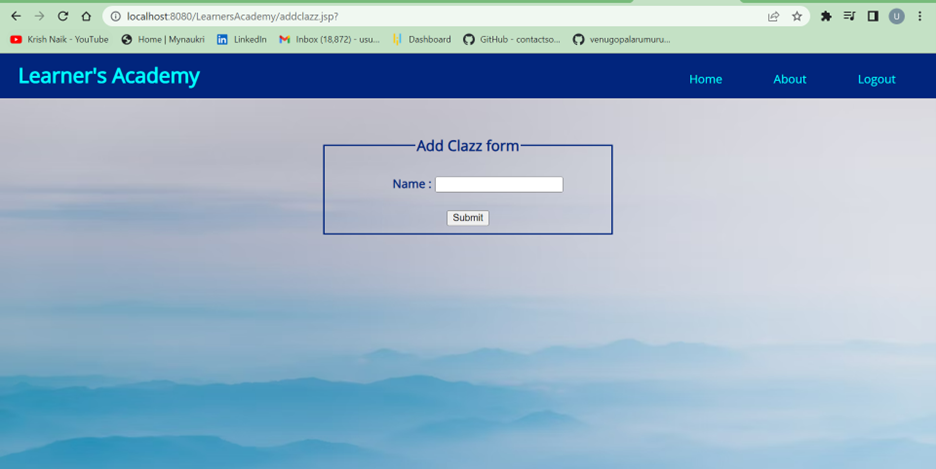 localhost:8080/LearnersAcademy/addclazz.jsp?
U
Krish Naik - YouTube Home | Mynaukri LinkedIn Inbox (18,872) - usu... Dashboard GitHub - contactso... venugopalarumuru...
Learner's Academy Home About Logout
Add Clazz form
Name :
Submit